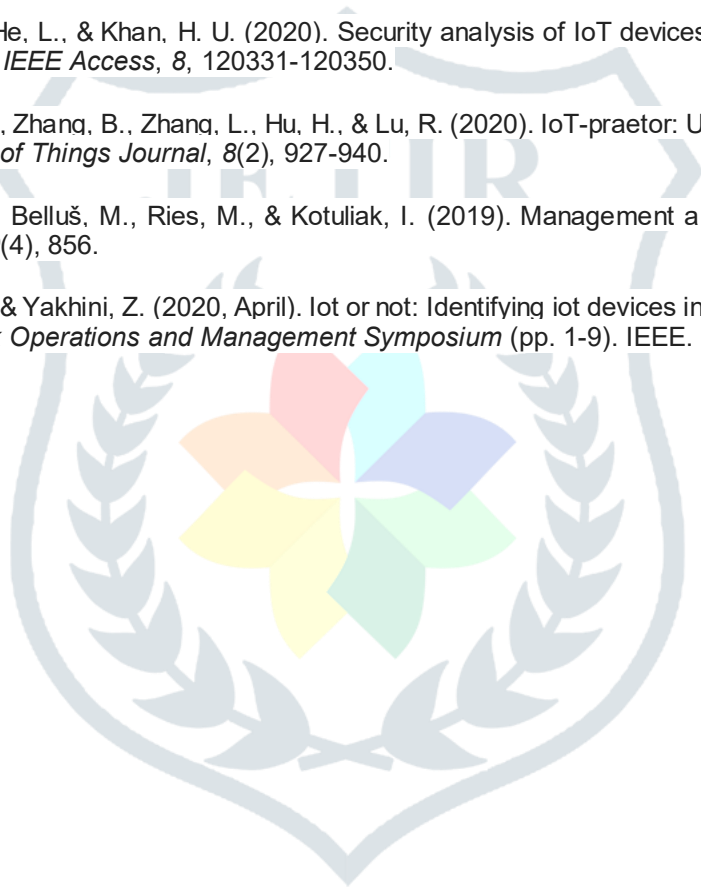 He, L., & Khan, H. U. (2020). Security analysis of IoT devices
IEEE Access, 8, 120331-120350.
, Zhang, B., Zhang, L., Hu, H., & Lu, R. (2020). IoT-praetor: U
of Things Journal, 8(2), 927-940.
Belluš, M., Ries, M., & Kotuliak, I. (2019). Management a
(4), 856.
& Yakhini, Z. (2020, April). Iot or not: Identifying iot devices in
Operations and Management Symposium (pp. 1-9). IEEE.
JETIR